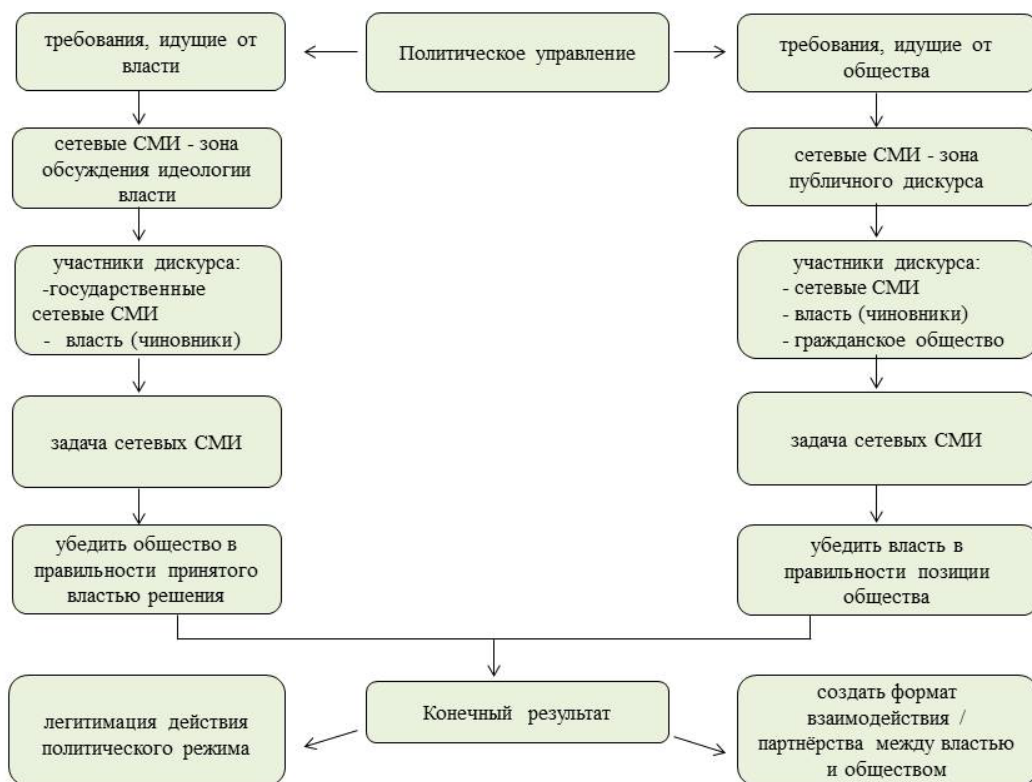 требования, идущие от
власти
Политическое управление
требования, идущие от
общества
сетевые СМИ - зона
обсуждения идеологии
власти
сетевые СМИ - зона
публичного дискурса
участники дискурса:
-государственные
сетевые СМИ
- власть (чиновники)
участники дискурса:
- сетевые СМИ
- власть (чиновники)
- гражданское общество
задача сетевых СМИ
задача сетевых СМИ
убедить общество в
правильности принятого
властью решения
убедить власть в
правильности позиции
общества
легитимация действия
политического режима
Конечный результат
создать формат
взаимодействия /
партнёрства между властью
и обществом